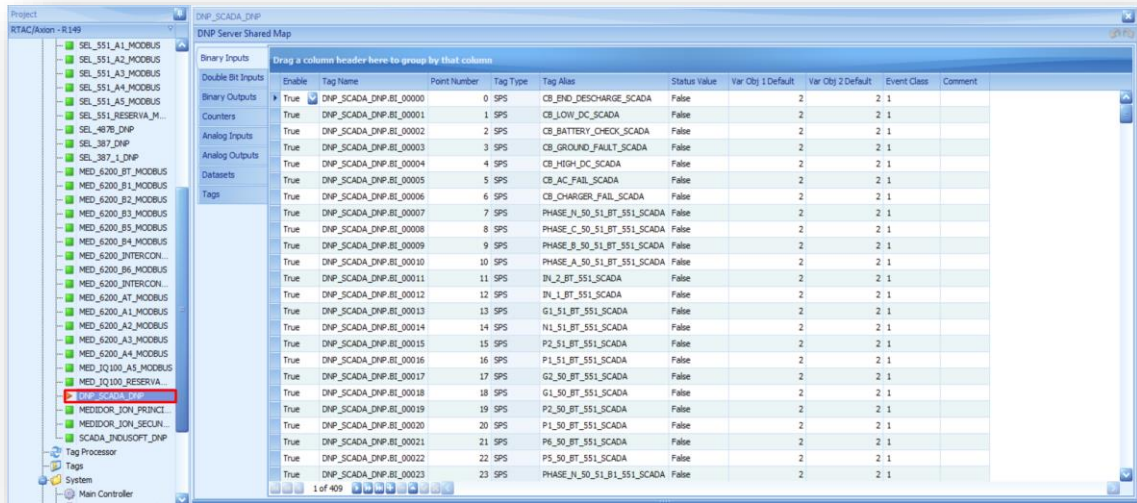 Project
RTAC/Axion - R149
SEL_551_A1_MODBUS
SEL_551_A2_MODBUS
SEL_551_A3_MODBUS
SEL_551_A4_MODBUS
SEL_551_A5_MODBUS
SEL_551_RESERVA_M...
SEL_487B_DNP
SEL_387_DNP
SEL_387_1_DNP
MED_6200_BT_MODBUS
MED_6200_B1_MODBUS
MED_6200_B2_MODBUS
MED_6200_B3_MODBUS
MED_6200_B5_MODBUS
MED_6200_B4_MODBUS
MED_6200_INTERCON...
MED_6200_B6_MODBUS
MED_6200_INTERCON...
MED_6200_AT_MODBUS
MED_6200_A1_MODBUS
MED_6200_A2_MODBUS
MED_6200_A3_MODBUS
MED_6200_A4_MODBUS
MED_IQ100_A5_MODBUS
MED_IQ100_RESERVA...
DNP_SCADA_DNP
MEDIDOR_ION_PRINCI...
MEDIDOR_ION_SECUN...
SCADA_INDUSOFT_DNP
Tag Processor
Tags
System
Main Controller
DNP_SCADA_DNP
DNP Server Shared Map
Binary Inputs
Double Bit Inputs
Binary Outputs
Counters
Analog Inputs
Analog Outputs
Datasets
Tags
Drag a column header here to group by that column
Enable Tag Name Point Number Tag Type Tag Alias Status Value Var Obj 1 Default Var Obj 2 Default Event Class Comment
True DNP_SCADA_DNP.BI_00000 0 SPS CB_END_DESCHARGE_SCADA False 2 2 1
True DNP_SCADA_DNP.BI_00001 1 SPS CB_LOW_DC_SCADA False 2 2 1
True DNP_SCADA_DNP.BI_00002 2 SPS CB_BATTERY_CHECK_SCADA False 2 2 1
True DNP_SCADA_DNP.BI_00003 3 SPS CB_GROUND_FAULT_SCADA False 2 2 1
True DNP_SCADA_DNP.BI_00004 4 SPS CB_HIGH_DC_SCADA False 2 2 1
True DNP_SCADA_DNP.BI_00005 5 SPS CB_AC_FAIL_SCADA False 2 2 1
True DNP_SCADA_DNP.BI_00006 6 SPS CB_CHARGER_FAIL_SCADA False 2 2 1
True DNP_SCADA_DNP.BI_00007 7 SPS PHASE_N_50_51_BT_551_SCADA False 2 2 1
True DNP_SCADA_DNP.BI_00008 8 SPS PHASE_C_50_51_BT_551_SCADA False 2 2 1
True DNP_SCADA_DNP.BI_00009 9 SPS PHASE_B_50_51_BT_551_SCADA False 2 2 1
True DNP_SCADA_DNP.BI_00010 10 SPS PHASE_A_50_51_BT_551_SCADA False 2 2 1
True DNP_SCADA_DNP.BI_00011 11 SPS IN_2_BT_551_SCADA False 2 2 1
True DNP_SCADA_DNP.BI_00012 12 SPS IN_1_BT_551_SCADA False 2 2 1
True DNP_SCADA_DNP.BI_00013 13 SPS G1_51_BT_551_SCADA False 2 2 1
True DNP_SCADA_DNP.BI_00014 14 SPS N1_51_BT_551_SCADA False 2 2 1
True DNP_SCADA_DNP.BI_00015 15 SPS P2_51_BT_551_SCADA False 2 2 1
True DNP_SCADA_DNP.BI_00016 16 SPS P1_51_BT_551_SCADA False 2 2 1
True DNP_SCADA_DNP.BI_00017 17 SPS G2_50_BT_551_SCADA False 2 2 1
True DNP_SCADA_DNP.BI_00018 18 SPS G1_50_BT_551_SCADA False 2 2 1
True DNP_SCADA_DNP.BI_00019 19 SPS P2_50_BT_551_SCADA False 2 2 1
True DNP_SCADA_DNP.BI_00020 20 SPS P1_50_BT_551_SCADA False 2 2 1
True DNP_SCADA_DNP.BI_00021 21 SPS P6_50_BT_551_SCADA False 2 2 1
True DNP_SCADA_DNP.BI_00022 22 SPS P5_50_BT_551_SCADA False 2 2 1
True DNP_SCADA_DNP.BI_00023 23 SPS PHASE_N_50_51_B1_551_SCADA False 2 2 1
1 of 409